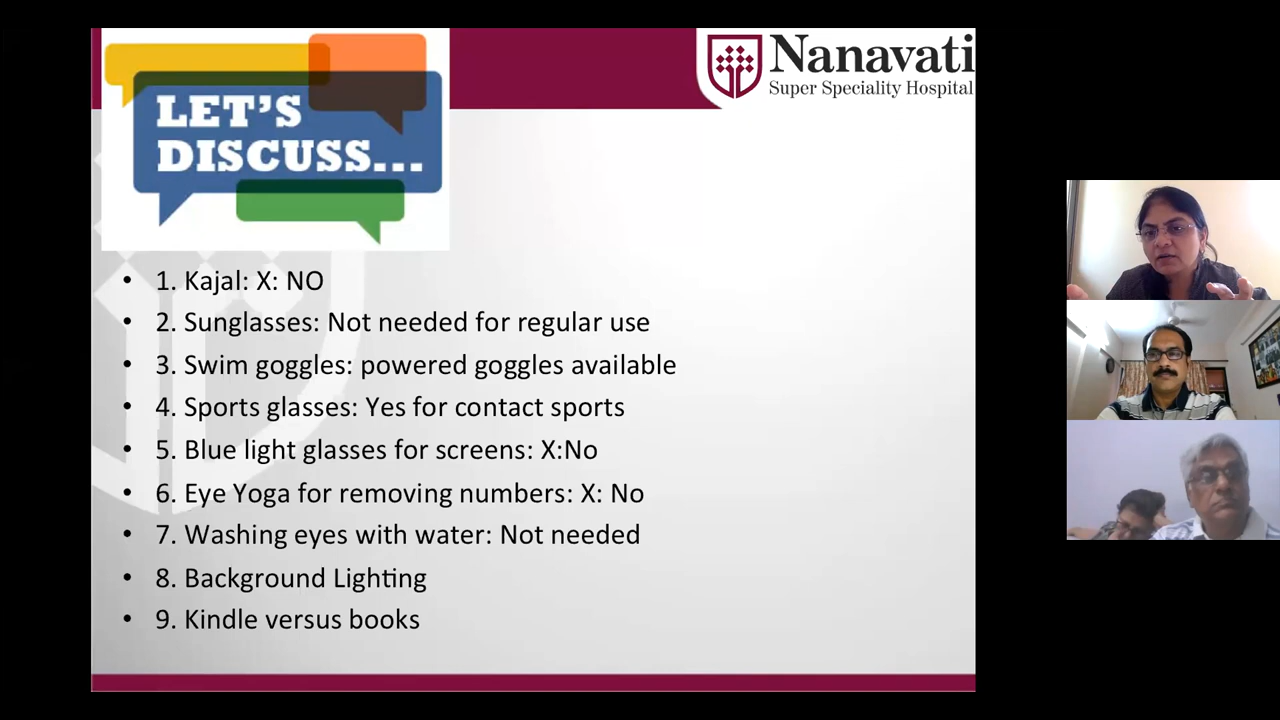 LET'S
DISCUSS...
Nanavati
Super Speciality Hospital
• 1. Kajal: X: NO
• 2. Sunglasses: Not needed for regular use
• 3. Swim goggles: powered goggles available
• 4. Sports glasses: Yes for contact sports
• 5. Blue light glasses for screens: X:No
• 6. Eye Yoga for removing numbers: X: No
• 7. Washing eyes with water: Not needed
• 8. Background Lighting
• 9. Kindle versus books